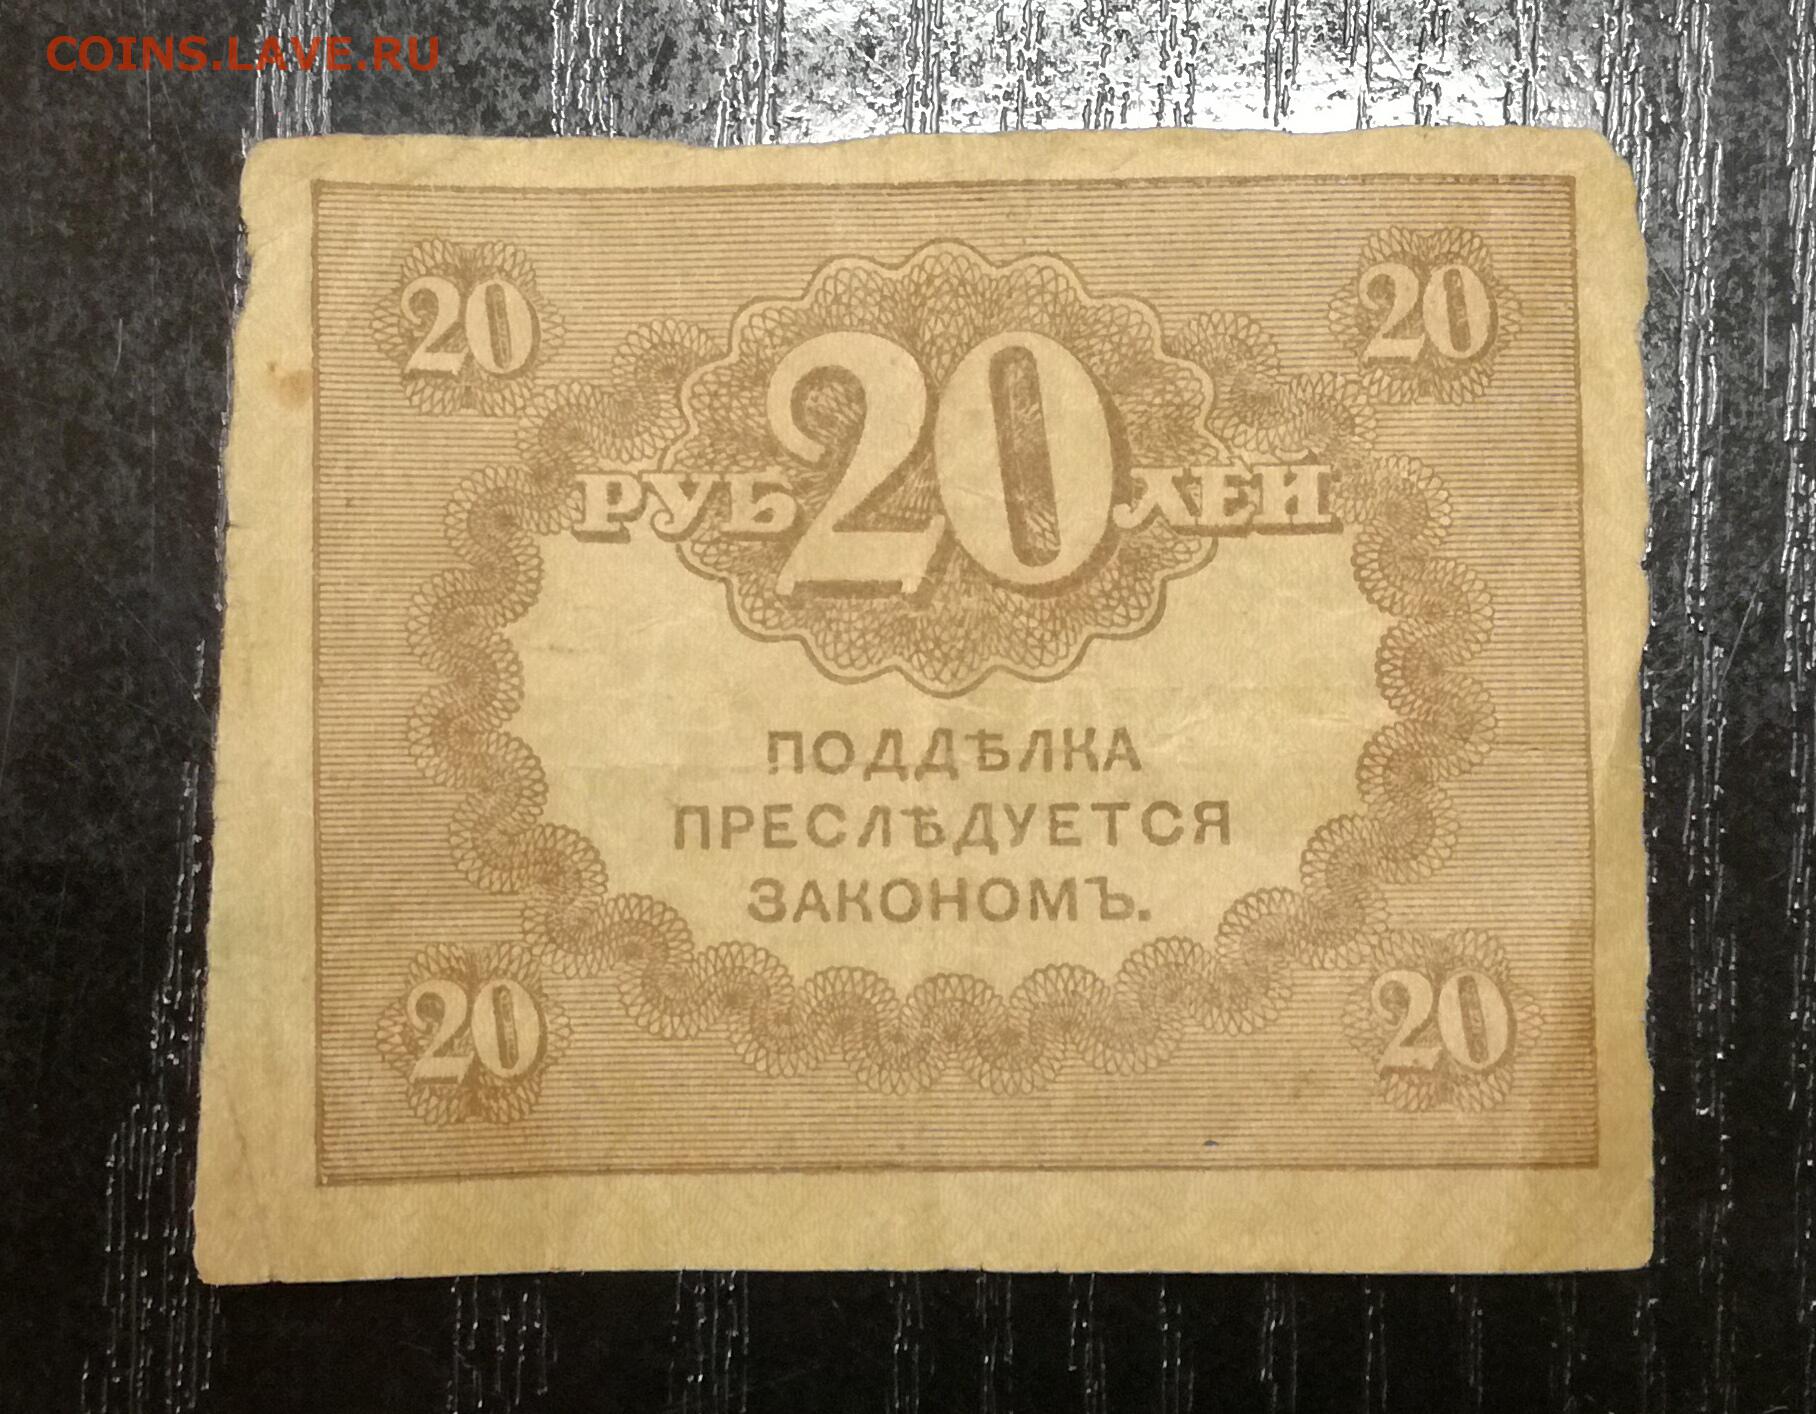 COINS.LAVE.RU
20 20
РУБ 20 ЛЕЙ
ПОДДѢЛКА
ПРЕСЛѢДУЕТСЯ
ЗАКОНОМЪ.
20 20